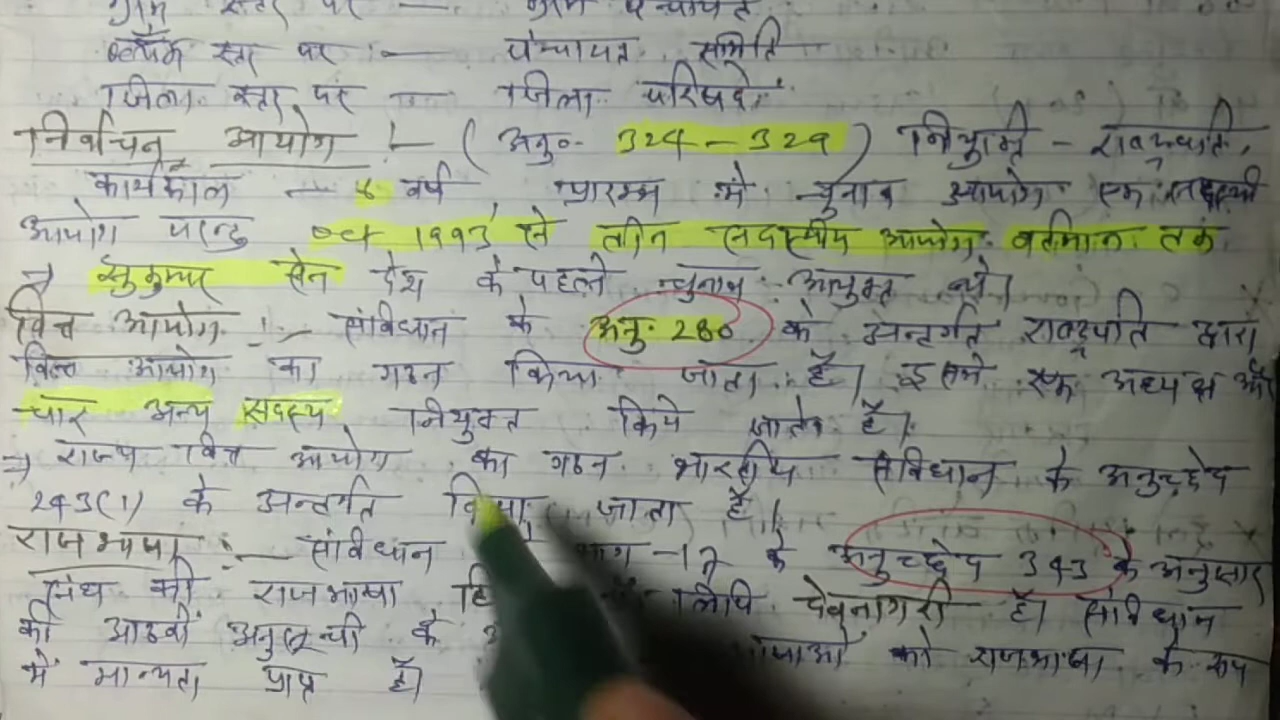 ग्राम स्तर पर — ग्राम पंचायत
ब्लॉक स्तर पर :— पंचायत समिति
जिला स्तर पर — जिला परिषदे
निर्वाचन आयोग :- ( अनु०- 324 - 329 ) नियुक्ति - राष्ट्रपति,
कार्यकाल — 6 वर्ष प्रारम्भ मे चुनाव आयोग एक सदस्यी
आयोग परन्तु 1993 से तीन सदस्यीय आयोग वर्तमान तक
⇒ सुकुमार सेन देश के पहले चुनाव आयुक्त थे।
वित्त आयोग :- संविधान के अनु. 280 के अन्तर्गत राष्ट्रपति द्वारा
वित्त आयोग का गठन किया जाता है। इसमे एक अध्यक्ष और
चार अन्य सदस्य नियुक्त किये जाते है।
⇒ राज्य वित्त आयोग का गठन भारतीय संविधान के अनुच्छेद
243(1) के अन्तर्गत किया जाता है।
राजभाषा :— संविधान भाग -17 के अनुच्छेद 343 के अनुसार
संघ की राजभाषा लिपि देवनागरी है। संविधान
की आठवीं अनुसूची के को राजभाषा के रूप
मे मान्यता प्राप्त है।